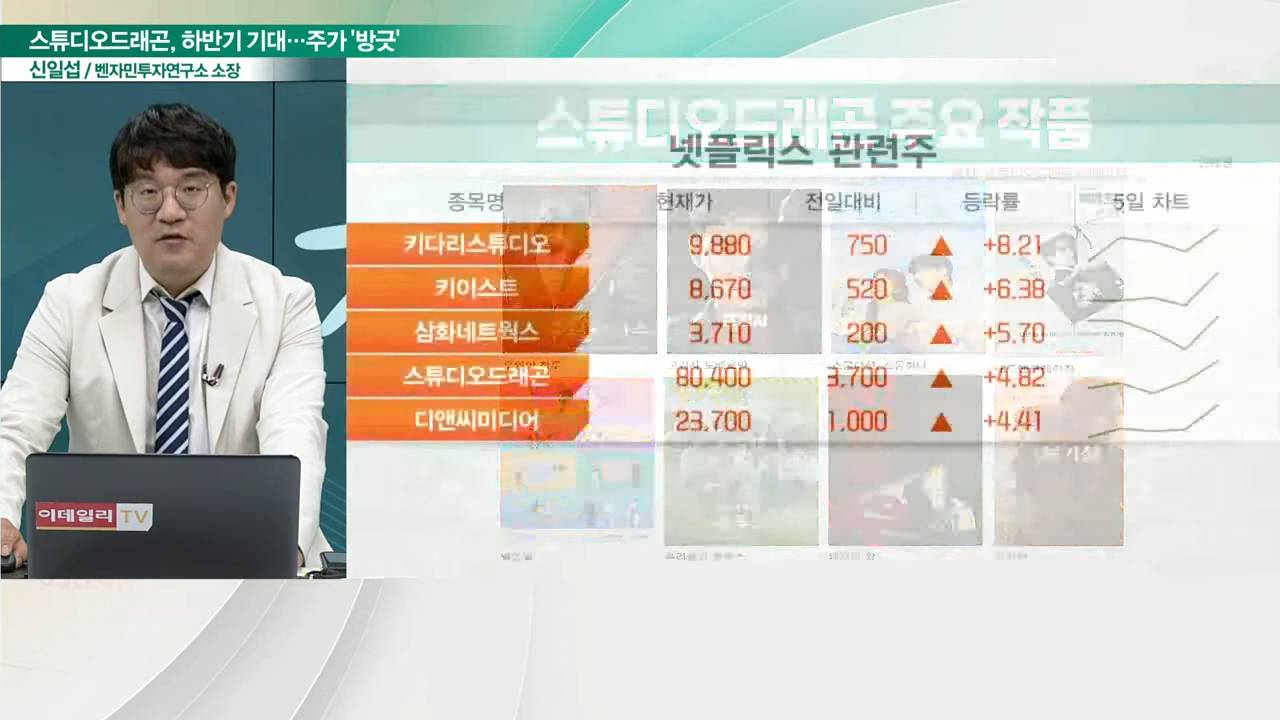 스튜디오드래곤, 하반기 기대…주가 '방긋'
신일섭 / 벤자민투자연구소 소장
스튜디오드래곤 주요 작품
넷플릭스 관련주
종목명 현재가 전일대비 등락률 5일 차트
키다리스튜디오 9,880 750 ▲ +8.21
키이스트 8,670 520 ▲ +6.38
삼화네트웍스 3,710 200 ▲ +5.70
스튜디오드래곤 80,400 3,700 ▲ +4.82
디앤씨미디어 23,700 1,000 ▲ +4.41
이데일리 TV